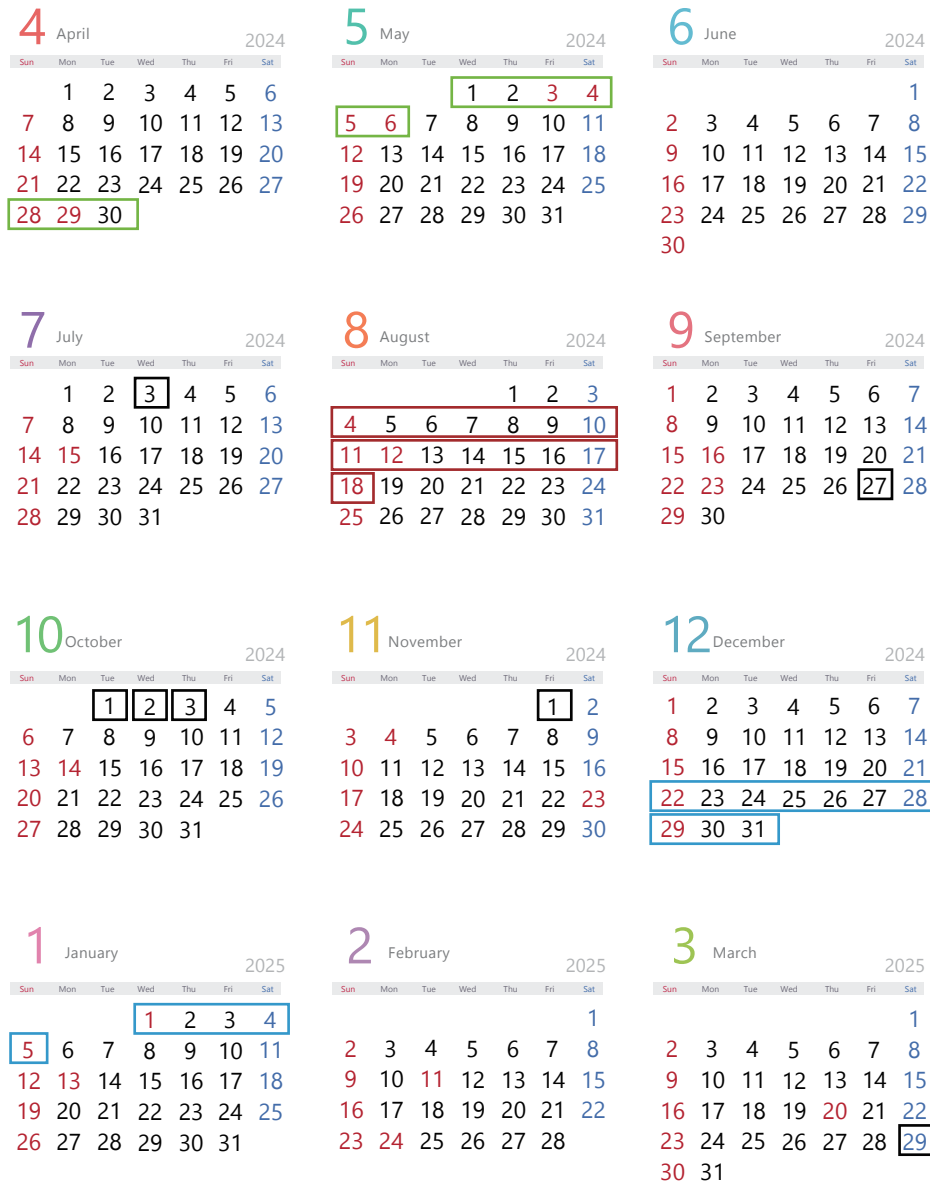 4 April 2024
Sun Mon Tue Wed Thu Fri Sat
1 2 3 4 5 6
7 8 9 10 11 12 13
14 15 16 17 18 19 20
21 22 23 24 25 26 27
28 29 30
5 May 2024
Sun Mon Tue Wed Thu Fri Sat
1 2 3 4
5 6 7 8 9 10 11
12 13 14 15 16 17 18
19 20 21 22 23 24 25
26 27 28 29 30 31
6 June 2024
Sun Mon Tue Wed Thu Fri Sat
1
2 3 4 5 6 7 8
9 10 11 12 13 14 15
16 17 18 19 20 21 22
23 24 25 26 27 28 29
30
7 July 2024
Sun Mon Tue Wed Thu Fri Sat
1 2 3 4 5 6
7 8 9 10 11 12 13
14 15 16 17 18 19 20
21 22 23 24 25 26 27
28 29 30 31
8 August 2024
Sun Mon Tue Wed Thu Fri Sat
1 2 3
4 5 6 7 8 9 10
11 12 13 14 15 16 17
18 19 20 21 22 23 24
25 26 27 28 29 30 31
9 September 2024
Sun Mon Tue Wed Thu Fri Sat
1 2 3 4 5 6 7
8 9 10 11 12 13 14
15 16 17 18 19 20 21
22 23 24 25 26 27 28
29 30
10 October 2024
Sun Mon Tue Wed Thu Fri Sat
1 2 3 4 5
6 7 8 9 10 11 12
13 14 15 16 17 18 19
20 21 22 23 24 25 26
27 28 29 30 31
11 November 2024
Sun Mon Tue Wed Thu Fri Sat
1 2
3 4 5 6 7 8 9
10 11 12 13 14 15 16
17 18 19 20 21 22 23
24 25 26 27 28 29 30
12 December 2024
Sun Mon Tue Wed Thu Fri Sat
1 2 3 4 5 6 7
8 9 10 11 12 13 14
15 16 17 18 19 20 21
22 23 24 25 26 27 28
29 30 31
1 January 2025
Sun Mon Tue Wed Thu Fri Sat
1 2 3 4
5 6 7 8 9 10 11
12 13 14 15 16 17 18
19 20 21 22 23 24 25
26 27 28 29 30 31
2 February 2025
Sun Mon Tue Wed Thu Fri Sat
1
2 3 4 5 6 7 8
9 10 11 12 13 14 15
16 17 18 19 20 21 22
23 24 25 26 27 28
3 March 2025
Sun Mon Tue Wed Thu Fri Sat
1
2 3 4 5 6 7 8
9 10 11 12 13 14 15
16 17 18 19 20 21 22
23 24 25 26 27 28 29
30 31